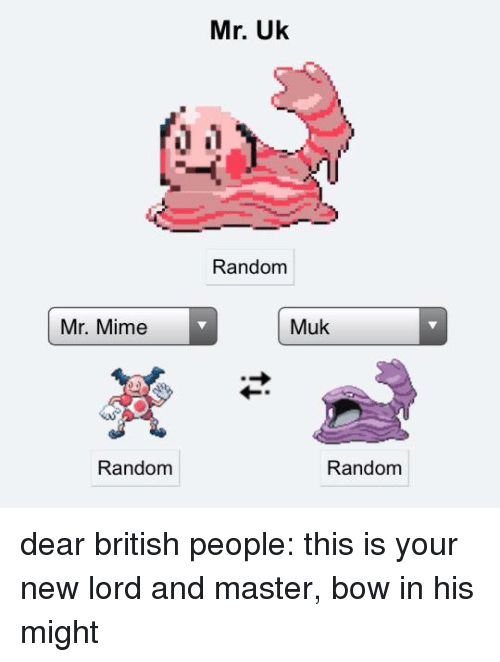 Mr. Uk
Random
Mr. Mime
Muk
Random
Random
dear british people: this is your
new lord and master, bow in his
might